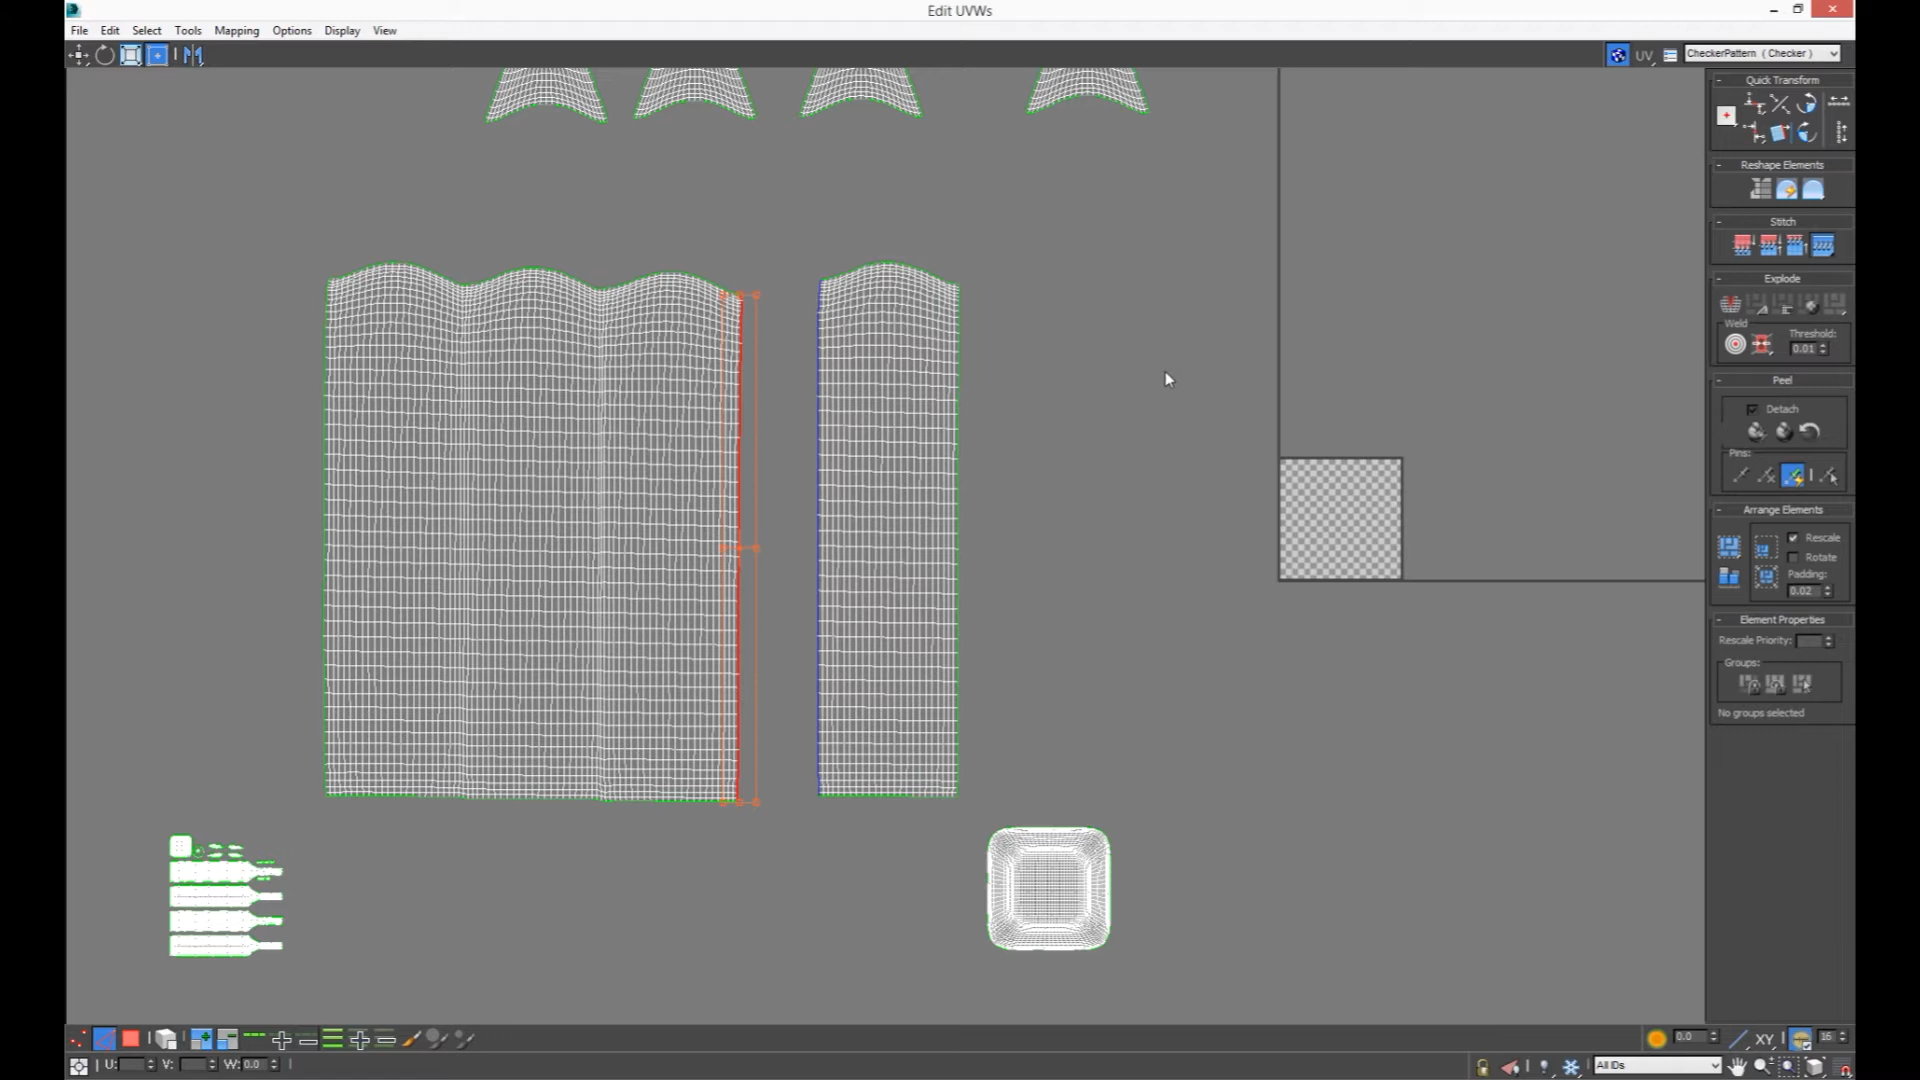 Edit UVWs
File Edit Select Tools Mapping Options Display View
UV CheckerPattern ( Checker )
Quick Transform
Reshape Elements
Stitch
Explode
Weld
Threshold:
0.01
Peel
Detach
Pins:
Arrange Elements
Rescale
Rotate
Padding:
0.02
Element Properties
Rescale Priority:
Groups:
No groups selected
0.0 XY 16
U: V: W: 0.0 All IDs